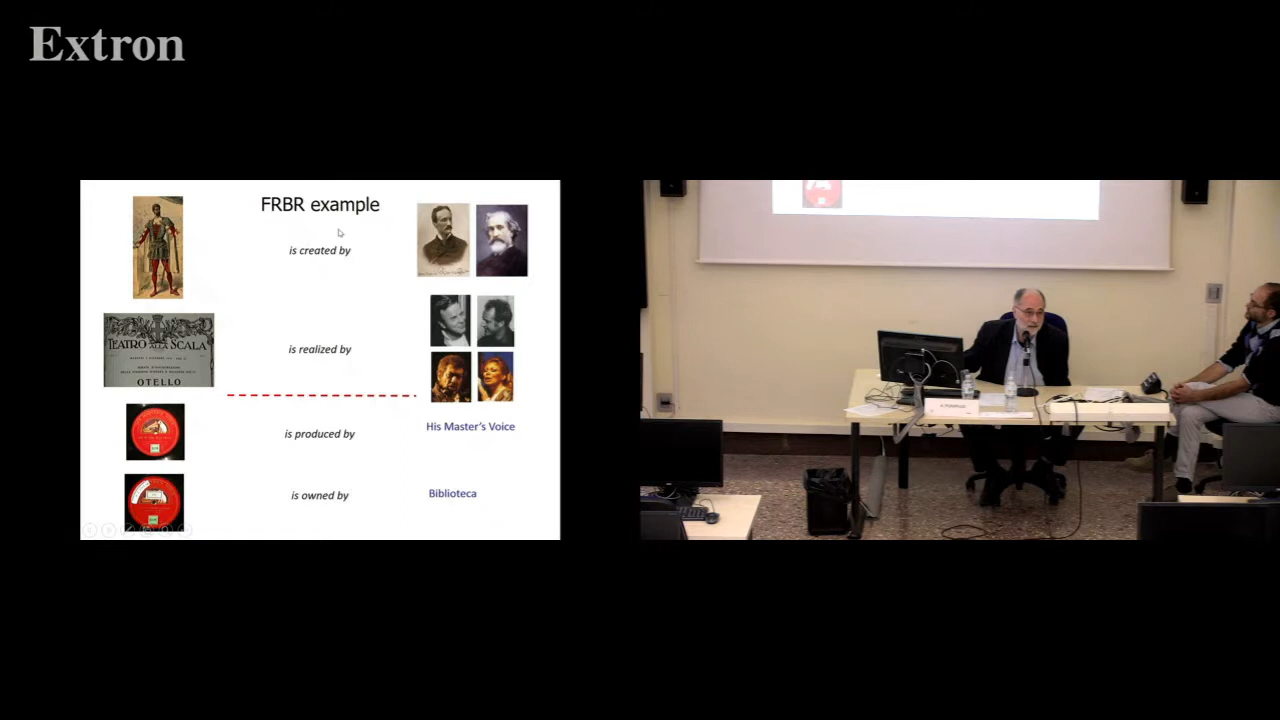 Extron
FRBR example
is created by
TEATRO ALLA SCALA
OTELLO
is realized by
is produced by
His Master's Voice
is owned by
Biblioteca